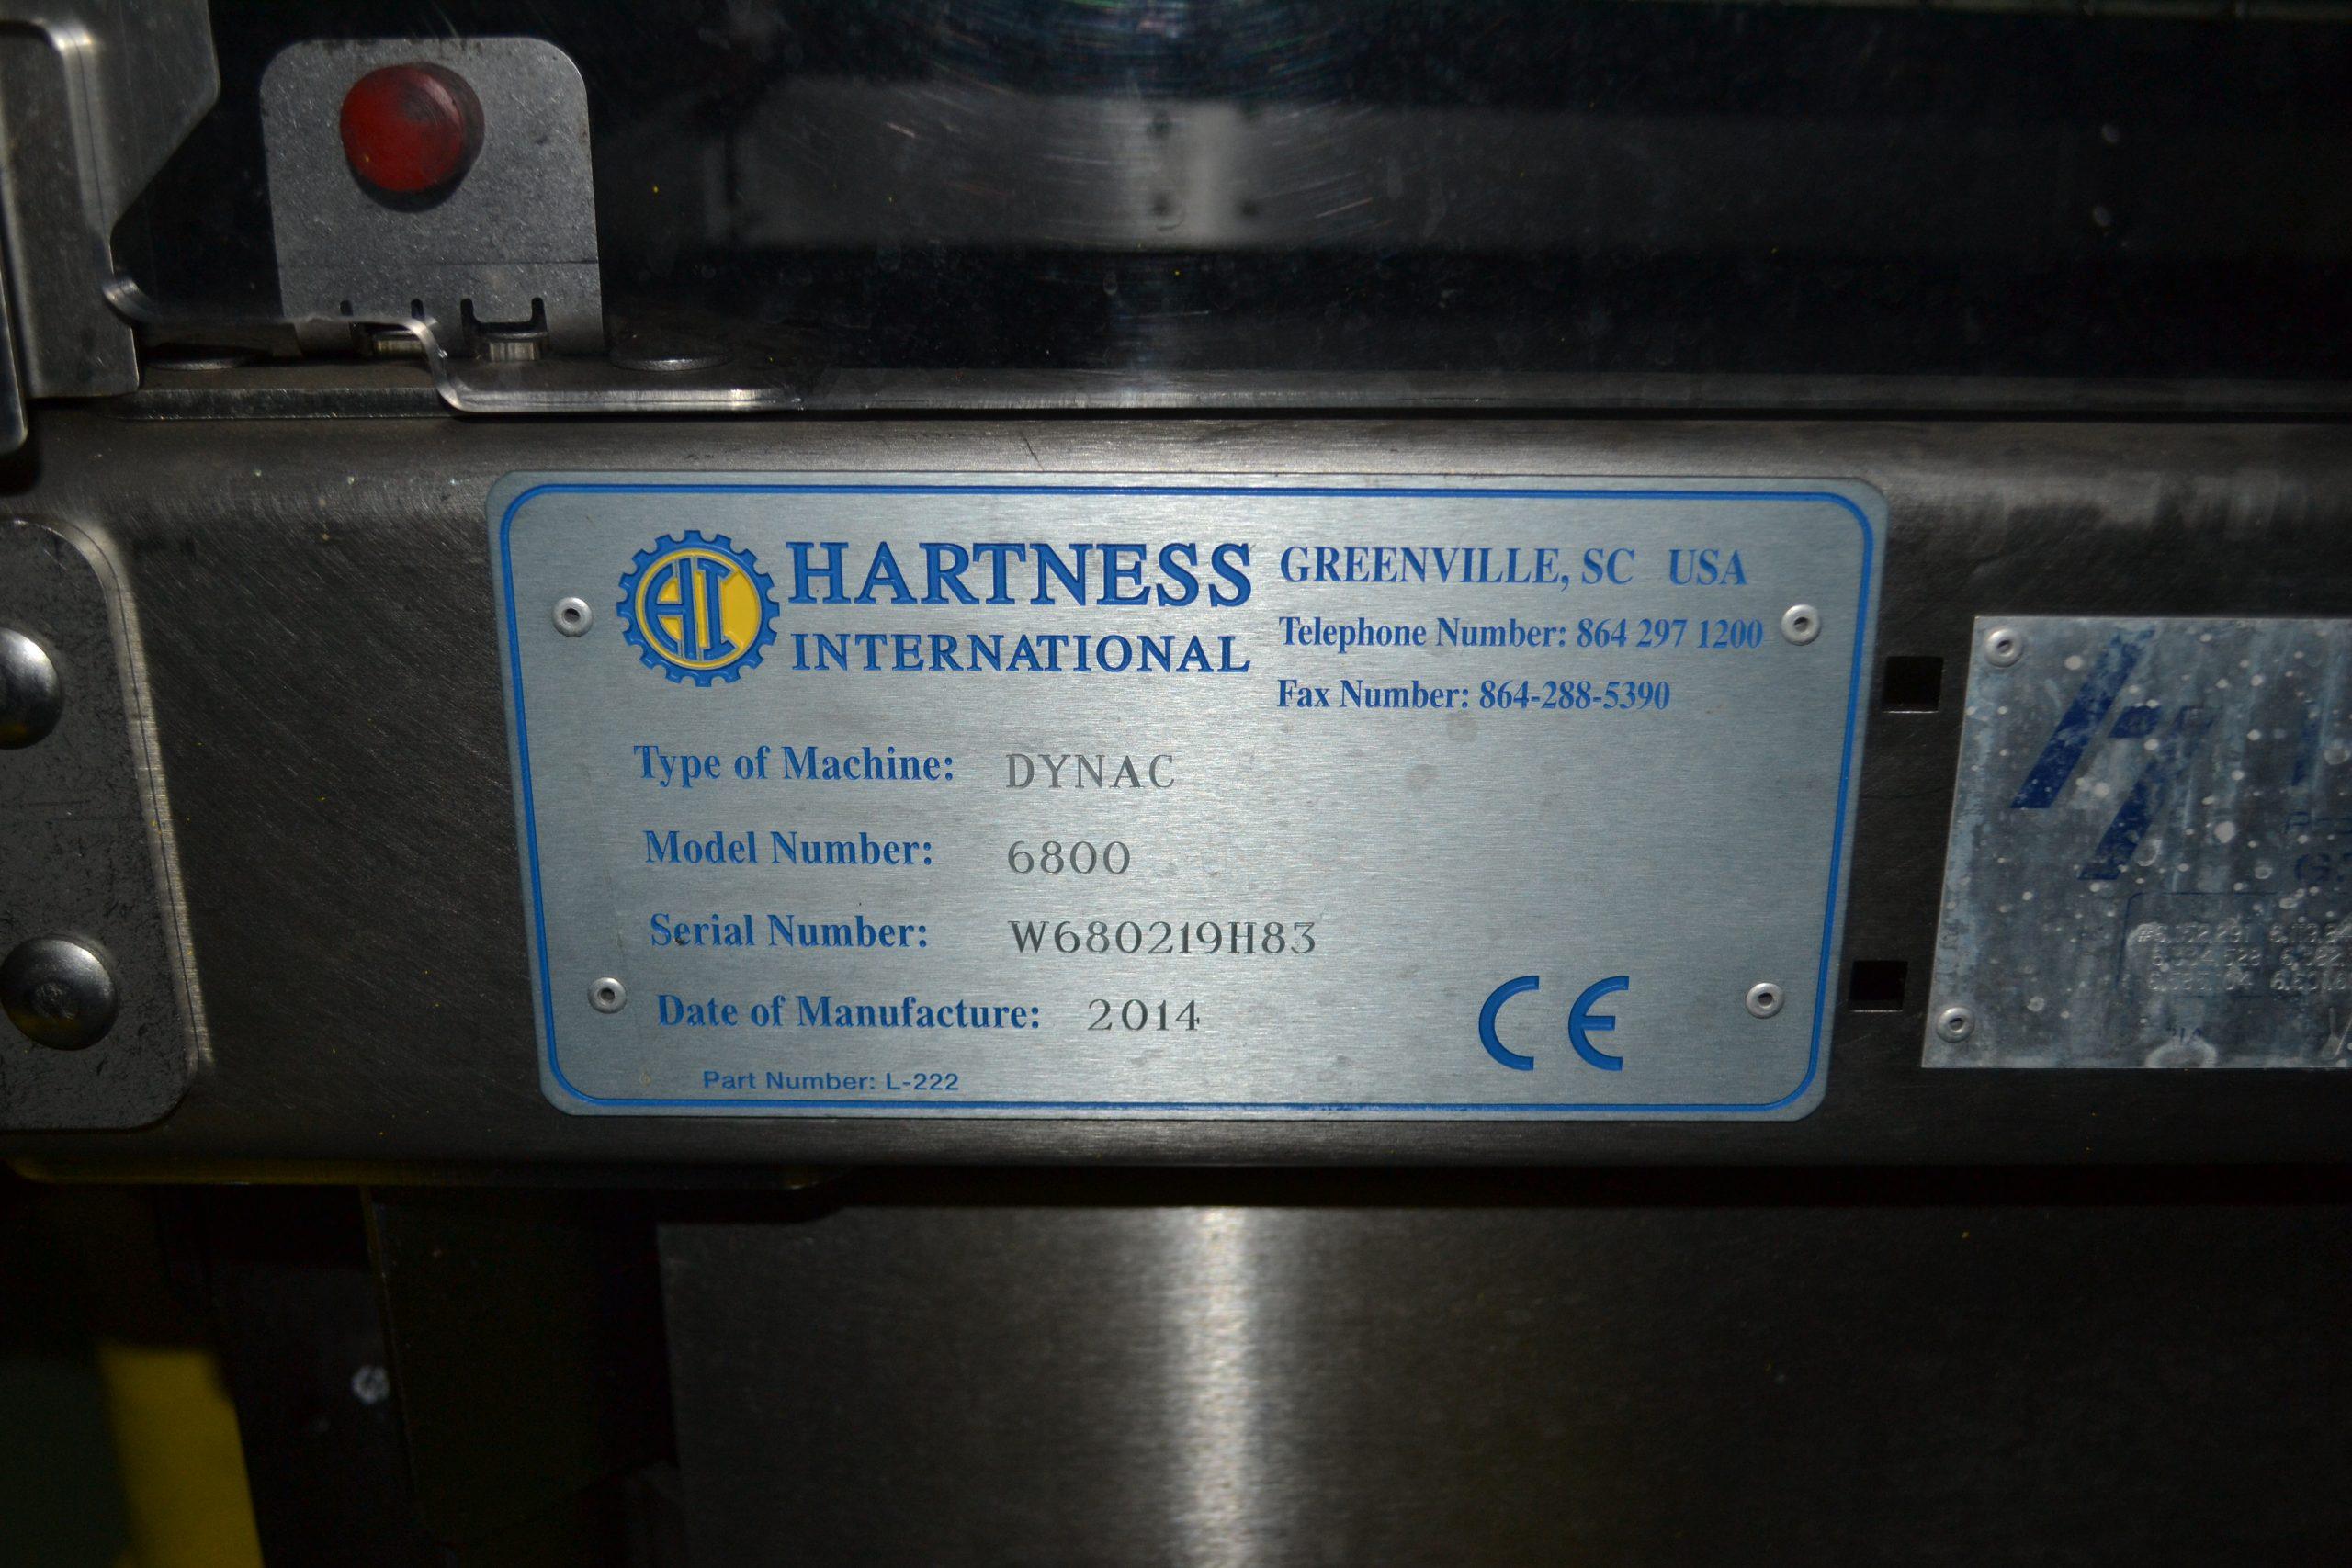 HI
HARTNESS
INTERNATIONAL
GREENVILLE, SC USA
Telephone Number: 864 297 1200
Fax Number: 864-288-5390
Type of Machine: DYNAC
Model Number: 6800
Serial Number: W680219H83
Date of Manufacture: 2014
Part Number: L-222
CE